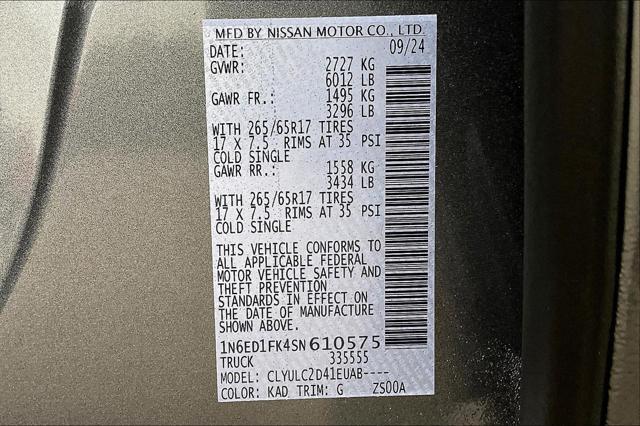 MFD BY NISSAN MOTOR CO., LTD.
DATE: 09/24
GVWR: 2727 KG
6012 LB
GAWR FR.: 1495 KG
3296 LB
WITH 265/65R17 TIRES
17 X 7.5 RIMS AT 35 PSI
COLD SINGLE
GAWR RR.: 1558 KG
3434 LB
WITH 265/65R17 TIRES
17 X 7.5 RIMS AT 35 PSI
COLD SINGLE
THIS VEHICLE CONFORMS TO
ALL APPLICABLE FEDERAL
MOTOR VEHICLE SAFETY AND
THEFT PREVENTION
STANDARDS IN EFFECT ON
THE DATE OF MANUFACTURE
SHOWN ABOVE.
1N6ED1FK4SN610575
TRUCK 335555
MODEL: CLYULC2D41EUAB----
COLOR: KAD TRIM: G ZS00A